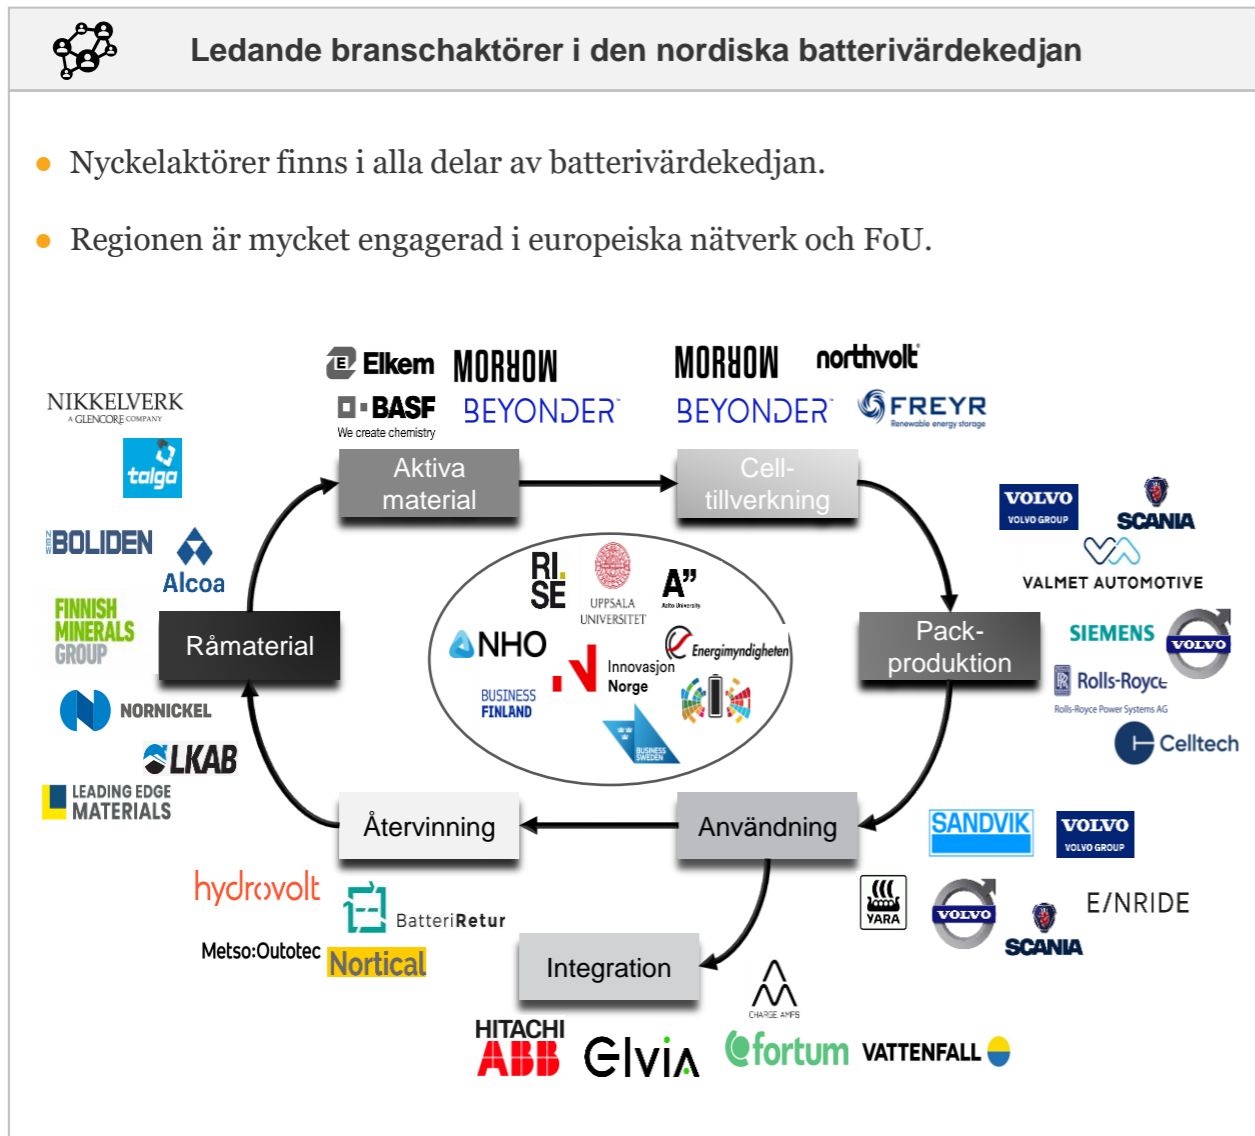 Ledande branschaktörer i den nordiska batterivärdekedjan
Nyckelaktörer finns i alla delar av batterivärdekedjan.
Regionen är mycket engagerad i europeiska nätverk och FoU.
Elkem
MORROW
MORROW
northvolt
NIKKELVERK
A GLENCORE COMPANY
BASF
We create chemistry
BEYONDER™
BEYONDER™
FREYR
Renewable energy storage
talga
Aktiva
material
Cell-
tillverkning
VOLVO
VOLVO GROUP
SCANIA
VALMET AUTOMOTIVE
NEW BOLIDEN
Alcoa
RI.
SE
UPPSALA
UNIVERSITET
A”
Aalto University
FINNISH
MINERALS
GROUP
Råmaterial
NHO
Innovasjon
Norge
Energimyndigheten
BUSINESS
FINLAND
BUSINESS
SWEDEN
Pack-
produktion
SIEMENS
VOLVO
Rolls-Royce
Rolls-Royce Power Systems AG
Celltech
NORNICKEL
LKAB
LEADING EDGE
MATERIALS
Återvinning
Användning
SANDVIK
VOLVO
VOLVO GROUP
hydrovolt
BatteriRetur
YARA
VOLVO
SCANIA
E/NRIDE
Metso:Outotec
Nortical
Integration
CHARGE AMPS
HITACHI
ABB
Elvia
fortum
VATTENFALL